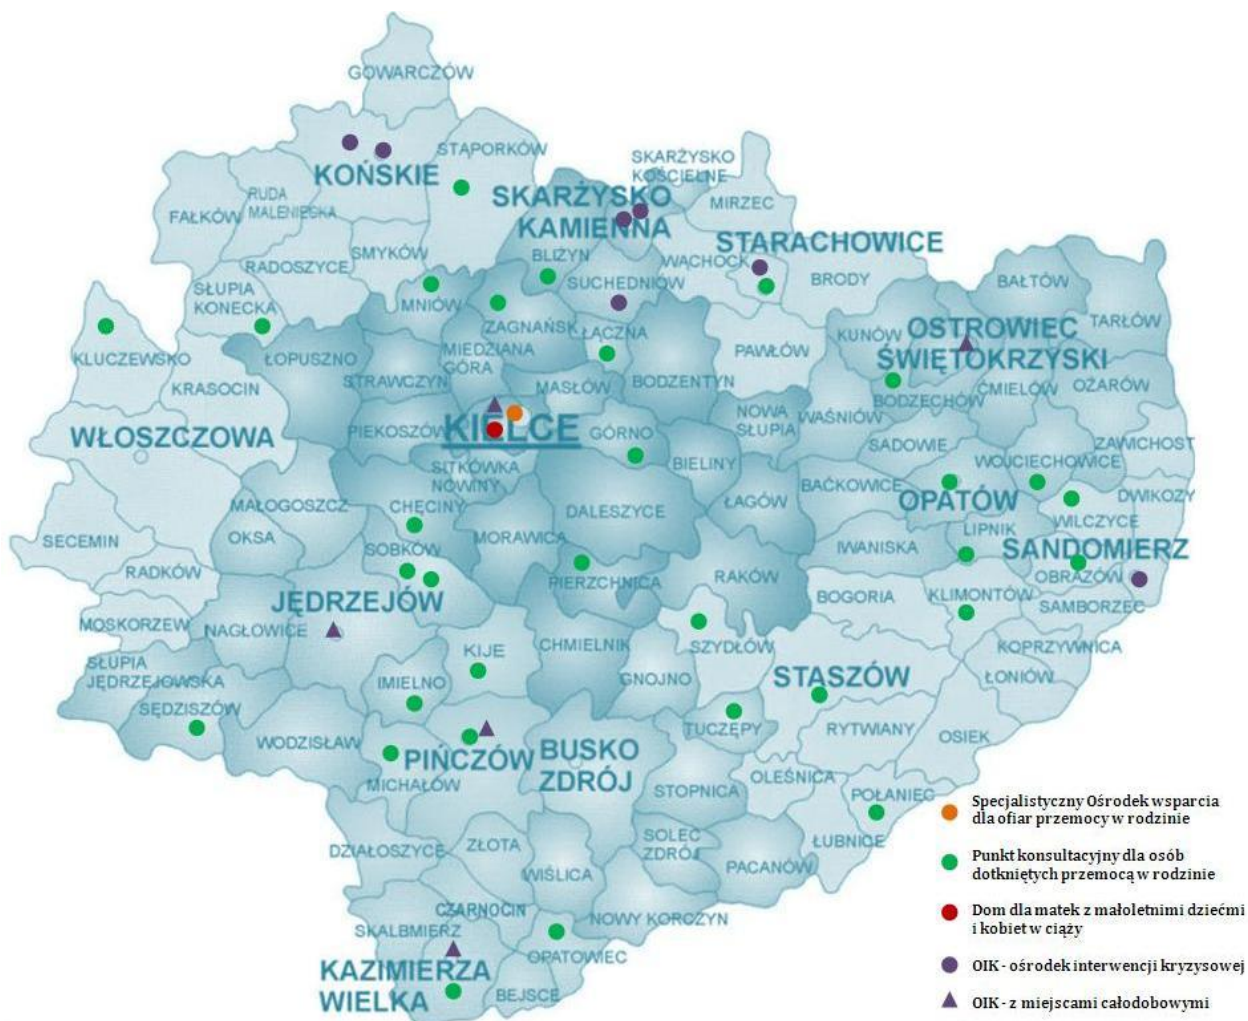 GOWARCZÓW
KOŃSKIE
STĄPORKÓW
SKARŻYSKO
KOŚCIELNE
FAŁKÓW
RUDA
MALENIESKA
SKARŻYSKO
KAMIENNA
MIRZEC
STARACHOWICE
SMYKÓW
RADOSZYCE
BLIŻYN
WĄCHOCK
BRODY
BAŁTÓW
SŁUPIA
KONECKA
MNIÓW
SUCHEDNIÓW
TARŁÓW
KLUCZEWSKO
ZAGNAŃSK
ŁĄCZNA
KUNÓW
OSTROWIEC
ŚWIĘTOKRZYSKI
ŁOPUSZNO
MIEDZIANA
GÓRA
PAWŁÓW
KRASOCIN
STRAWCZYN
MASŁÓW
BODZENTYN
BODZECHÓW
ĆMIELÓW
OŻARÓW
WŁOSZCZOWA
PIEKOSZÓW
KIELCE
GÓRNO
NOWA
SŁUPIA
WAŚNIÓW
SADOWIE
ZAWICHOST
SITKÓWKA
NOWINY
BIELINY
WOJCIECHOWICE
MAŁOGOSZCZ
CHĘCINY
ŁAGÓW
BAĆKOWICE
OPATÓW
DWIKOZY
SECEMIN
OKSA
MORAWICA
DALESZYCE
LIPNIK
WILCZYCE
SOBKÓW
IWANISKA
SANDOMIERZ
RADKÓW
PIERZCHNICA
RAKÓW
OBRAZÓW
JĘDRZEJÓW
BOGORIA
KLIMONTÓW
SAMBORZEC
MOSKORZEW
NAGŁOWICE
CHMIELNIK
KOPRZYWNICA
SŁUPIA
JĘDRZEJOWSKA
KIJE
SZYDŁÓW
IMIELNO
GNOJNO
STASZÓW
ŁONIÓW
SĘDZISZÓW
TUCZĘPY
RYTWIANY
OSIEK
WODZISŁAW
PIŃCZÓW
BUSKO
ZDRÓJ
MICHAŁÓW
OLEŚNICA
STOPNICA
POŁANIEC
DZIAŁOSZYCE
ZŁOTA
SOLEC
ZDRÓJ
ŁUBNICE
WIŚLICA
PACANÓW
CZARNOCIN
NOWY KORCZYN
SKALBMIERZ
OPATOWIEC
KAZIMIERZA
WIELKA
BEJSCE
Specjalistyczny Ośrodek wsparcia
dla ofiar przemocy w rodzinie
Punkt konsultacyjny dla osób
dotkniętych przemocą w rodzinie
Dom dla matek z małoletnimi dziećmi
i kobiet w ciąży
OIK - ośrodek interwencji kryzysowej
OIK - z miejscami całodobowymi